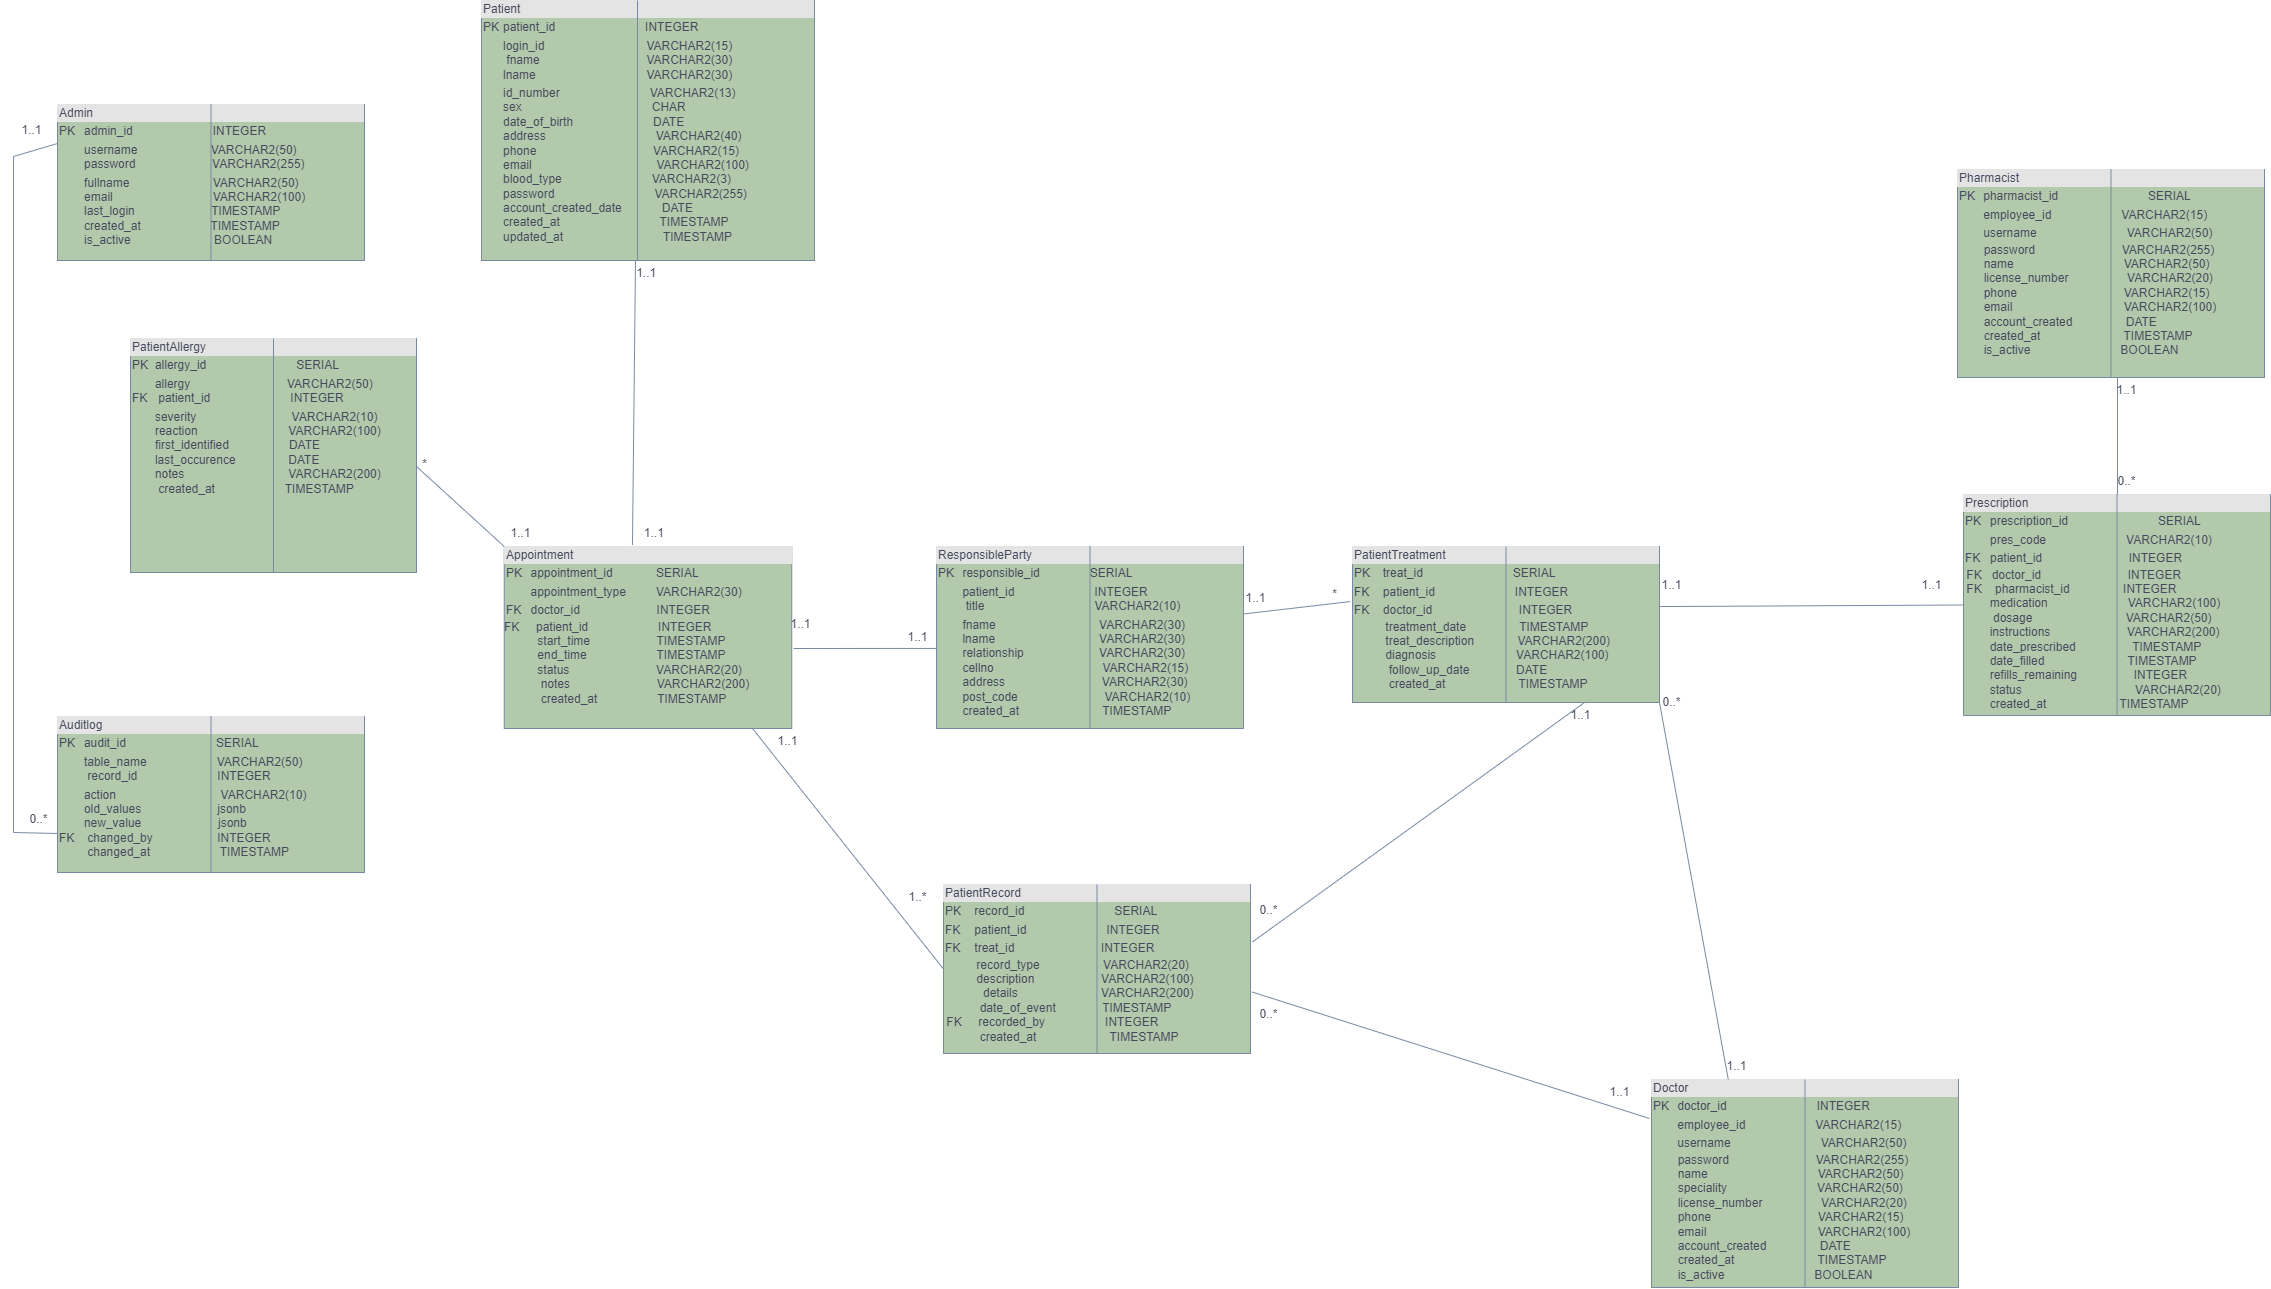 Patient
PK patient_id INTEGER
login_id VARCHAR2(15)
fname VARCHAR2(30)
lname VARCHAR2(30)
id_number VARCHAR2(13)
sex CHAR
date_of_birth DATE
address VARCHAR2(40)
phone VARCHAR2(15)
email VARCHAR2(100)
blood_type VARCHAR2(3)
password VARCHAR2(255)
account_created_date DATE
created_at TIMESTAMP
updated_at TIMESTAMP
1..1
1..1
Admin
PK admin_id INTEGER
username VARCHAR2(50)
password VARCHAR2(255)
fullname VARCHAR2(50)
email VARCHAR2(100)
last_login TIMESTAMP
created_at TIMESTAMP
is_active BOOLEAN
1..1
0..*
Pharmacist
PK pharmacist_id SERIAL
employee_id VARCHAR2(15)
username VARCHAR2(50)
password VARCHAR2(255)
name VARCHAR2(50)
license_number VARCHAR2(20)
phone VARCHAR2(15)
email VARCHAR2(100)
account_created DATE
created_at TIMESTAMP
is_active BOOLEAN
1..1
0..*
PatientAllergy
PK allergy_id SERIAL
allergy VARCHAR2(50)
FK patient_id INTEGER
severity VARCHAR2(10)
reaction VARCHAR2(100)
first_identified DATE
last_occurence DATE
notes VARCHAR2(200)
created_at TIMESTAMP
*
1..1
Appointment
PK appointment_id SERIAL
appointment_type VARCHAR2(30)
FK doctor_id INTEGER
FK patient_id INTEGER
start_time TIMESTAMP
end_time TIMESTAMP
status VARCHAR2(20)
notes VARCHAR2(200)
created_at TIMESTAMP
1..1
1..1
ResponsibleParty
PK responsible_id SERIAL
patient_id INTEGER
title VARCHAR2(10)
fname VARCHAR2(30)
lname VARCHAR2(30)
relationship VARCHAR2(30)
cellno VARCHAR2(15)
address VARCHAR2(30)
post_code VARCHAR2(10)
created_at TIMESTAMP
1..1
*
PatientTreatment
PK treat_id SERIAL
FK patient_id INTEGER
FK doctor_id INTEGER
treatment_date TIMESTAMP
treat_description VARCHAR2(200)
diagnosis VARCHAR2(100)
follow_up_date DATE
created_at TIMESTAMP
1..1
1..1
Prescription
PK prescription_id SERIAL
pres_code VARCHAR2(10)
FK patient_id INTEGER
FK doctor_id INTEGER
FK pharmacist_id INTEGER
medication VARCHAR2(100)
dosage VARCHAR2(50)
instructions VARCHAR2(200)
date_prescribed TIMESTAMP
date_filled TIMESTAMP
refills_remaining INTEGER
status VARCHAR2(20)
created_at TIMESTAMP
Auditlog
PK audit_id SERIAL
table_name VARCHAR2(50)
record_id INTEGER
action VARCHAR2(10)
old_values jsonb
new_value jsonb
FK changed_by INTEGER
changed_at TIMESTAMP
1..1
1..*
1..1
0..*
0..*
1..1
PatientRecord
PK record_id SERIAL
FK patient_id INTEGER
FK treat_id INTEGER
record_type VARCHAR2(20)
description VARCHAR2(100)
details VARCHAR2(200)
date_of_event TIMESTAMP
FK recorded_by INTEGER
created_at TIMESTAMP
0..*
1..1
Doctor
PK doctor_id INTEGER
employee_id VARCHAR2(15)
username VARCHAR2(50)
password VARCHAR2(255)
name VARCHAR2(50)
speciality VARCHAR2(50)
license_number VARCHAR2(20)
phone VARCHAR2(15)
email VARCHAR2(100)
account_created DATE
created_at TIMESTAMP
is_active BOOLEAN